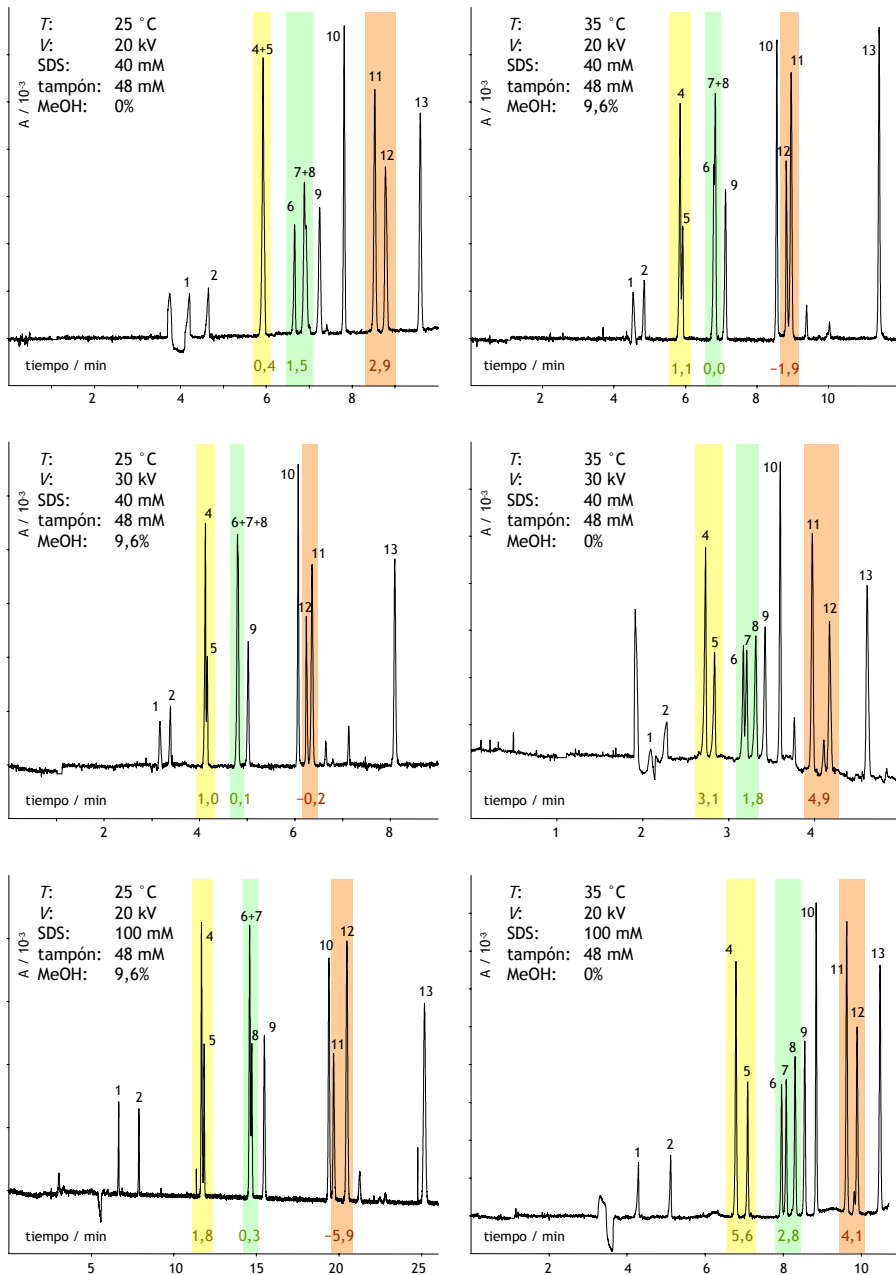 T: 25 °C
V: 20 kV
SDS: 40 mM
tampón: 48 mM
MeOH: 0%
A / 10⁻³
1
2
4+5
6
7+8
9
10
11
12
13
tiempo / min
0,4
1,5
2,9
2 4 6 8
T: 35 °C
V: 20 kV
SDS: 40 mM
tampón: 48 mM
MeOH: 9,6%
A / 10⁻³
1
2
4
5
6
7+8
9
10
12
11
13
tiempo / min
1,1
0,0
−1,9
2 4 6 8 10
T: 25 °C
V: 30 kV
SDS: 40 mM
tampón: 48 mM
MeOH: 9,6%
A / 10⁻³
1
2
4
5
6+7+8
9
10
12
11
13
tiempo / min
1,0
0,1
−0,2
2 4 6 8
T: 35 °C
V: 30 kV
SDS: 40 mM
tampón: 48 mM
MeOH: 0%
A / 10⁻³
1
2
4
5
6
7
8
9
10
11
12
13
tiempo / min
3,1
1,8
4,9
1 2 3 4
T: 25 °C
V: 20 kV
SDS: 100 mM
tampón: 48 mM
MeOH: 9,6%
A / 10⁻³
1
2
4
5
6+7
8
9
10
11
12
13
tiempo / min
1,8
0,3
−5,9
5 10 15 20 25
T: 35 °C
V: 20 kV
SDS: 100 mM
tampón: 48 mM
MeOH: 0%
A / 10⁻³
1
2
4
5
6
7
8
9
10
11
12
13
tiempo / min
5,6
2,8
4,1
2 4 6 8 10